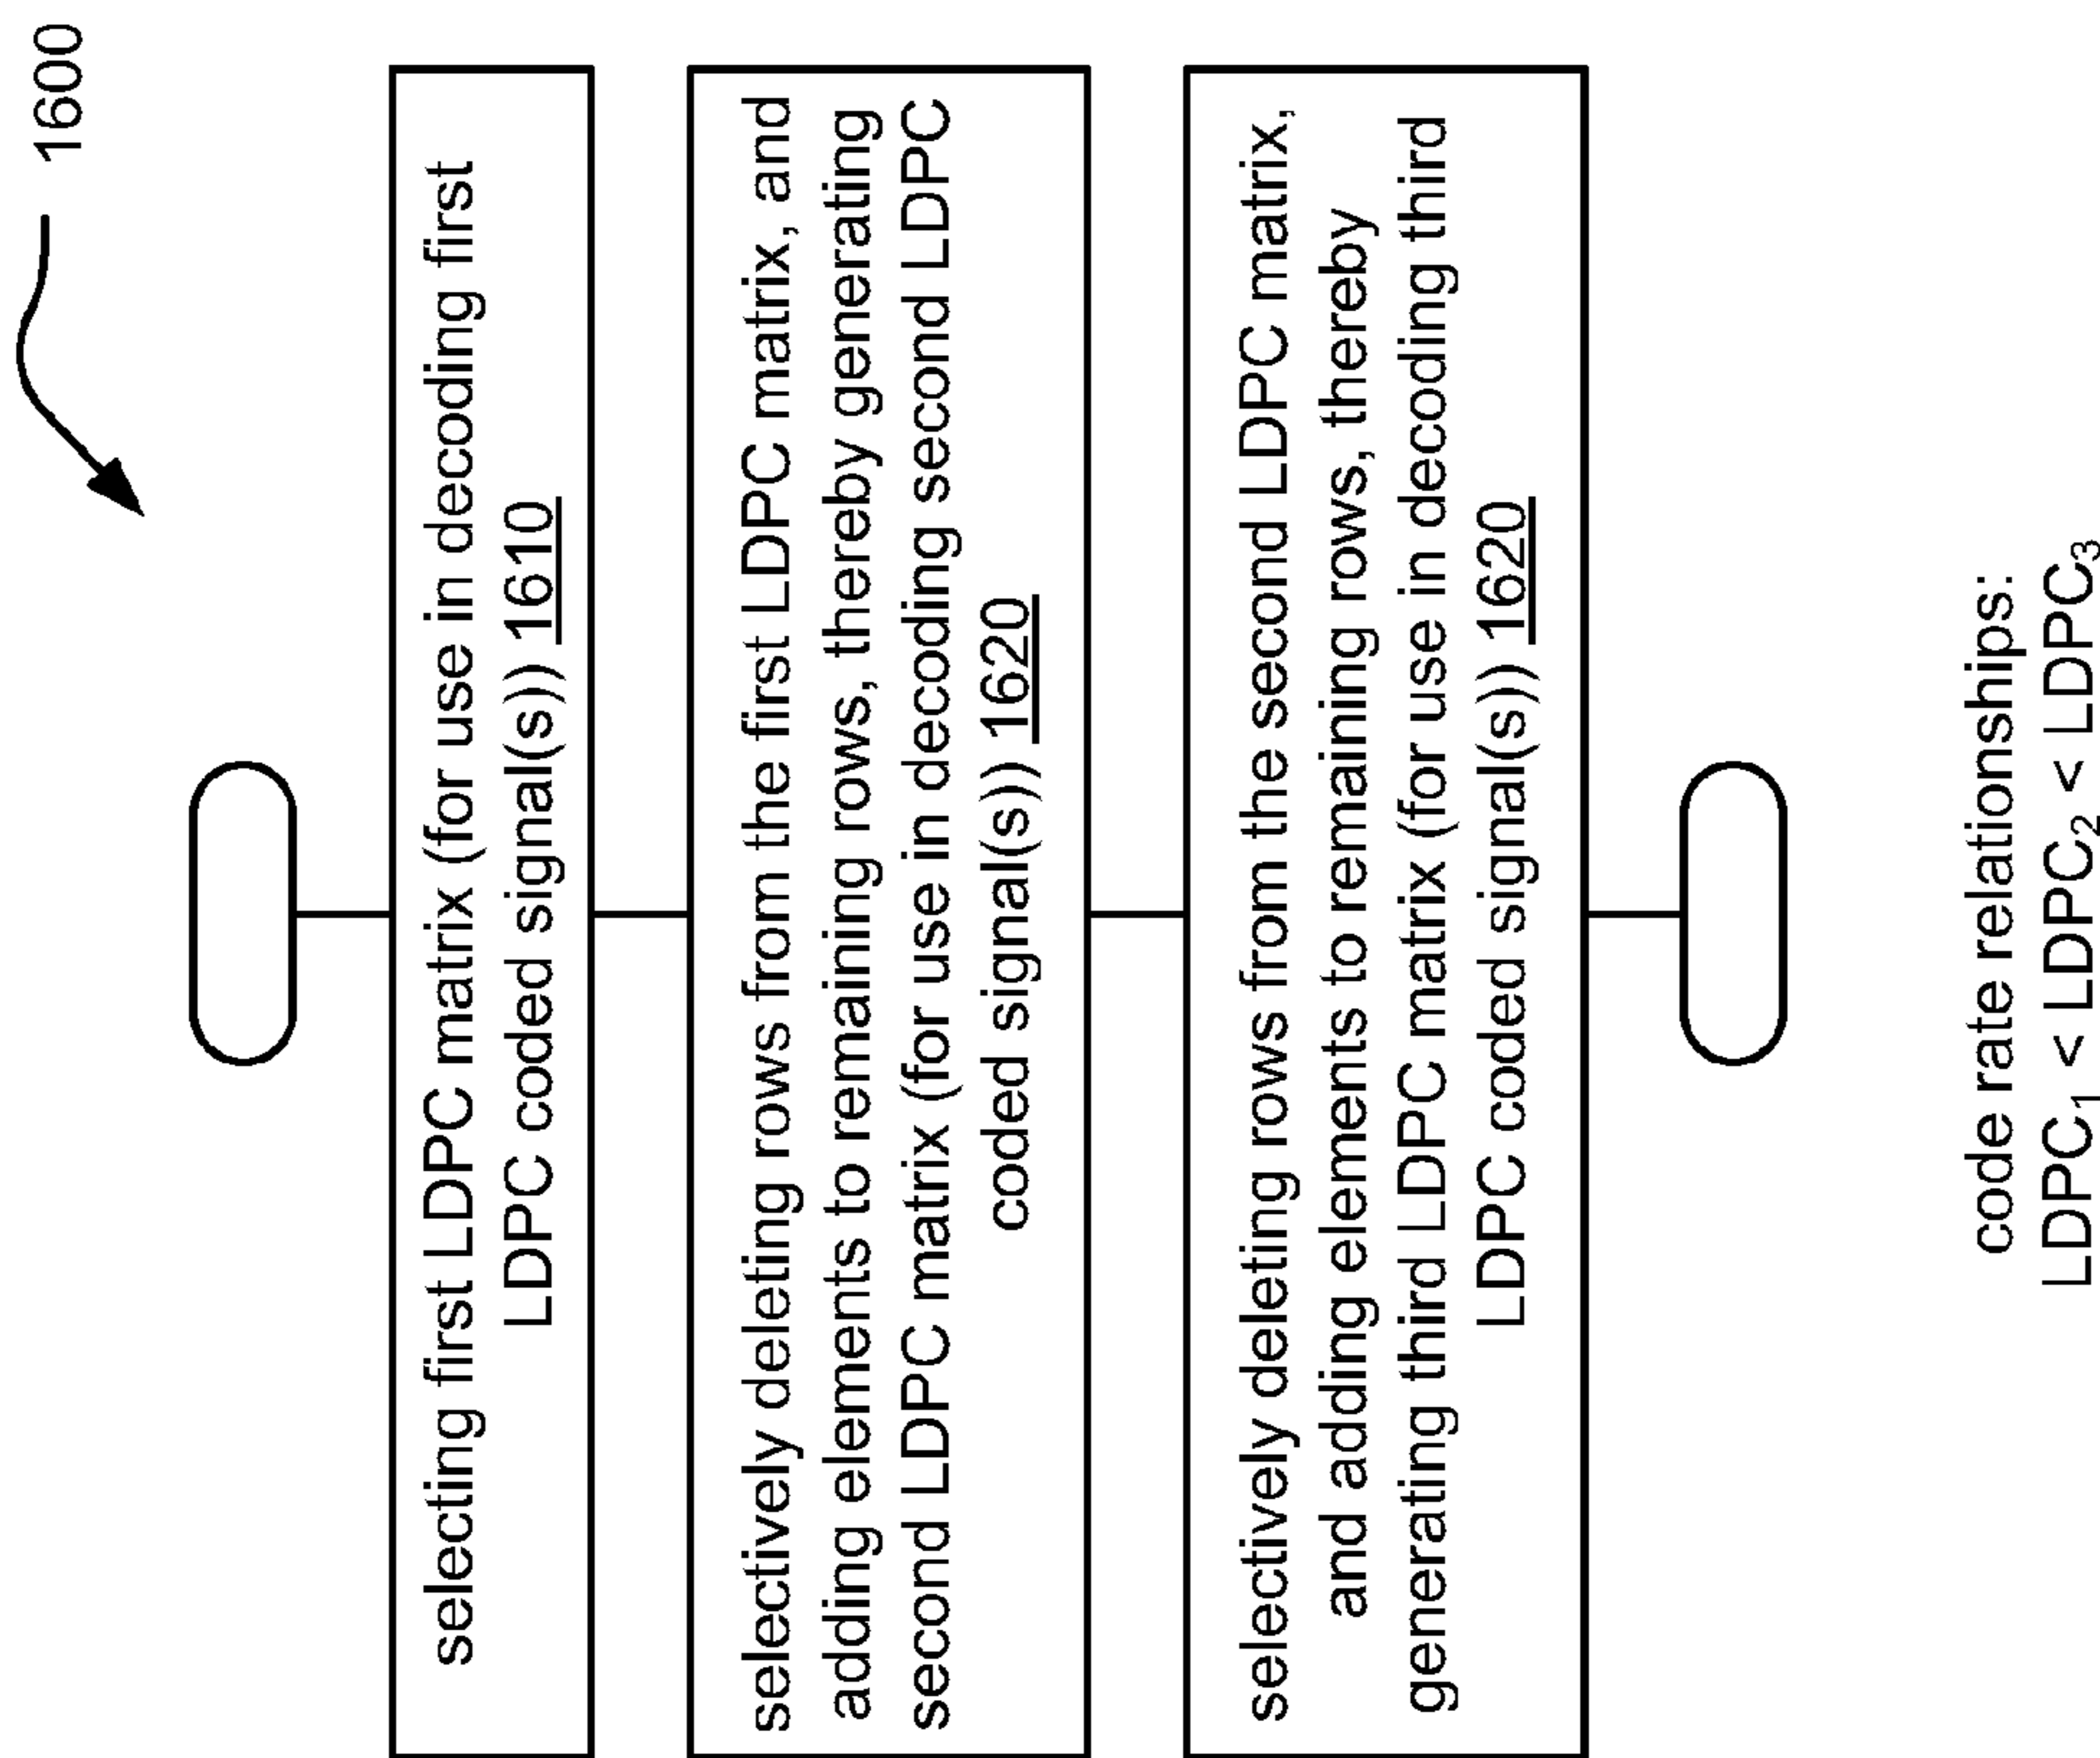 1600
selecting first LDPC matrix (for use in decoding first
LDPC coded signal(s)) 1610
selectively deleting rows from the first LDPC matrix, and
adding elements to remaining rows, thereby generating
second LDPC matrix (for use in decoding second LDPC
coded signal(s)) 1620
selectively deleting rows from the second LDPC matrix,
and adding elements to remaining rows, thereby
generating third LDPC matrix (for use in decoding third
LDPC coded signal(s)) 1620
code rate relationships:
LDPC₁ < LDPC₂ < LDPC₃